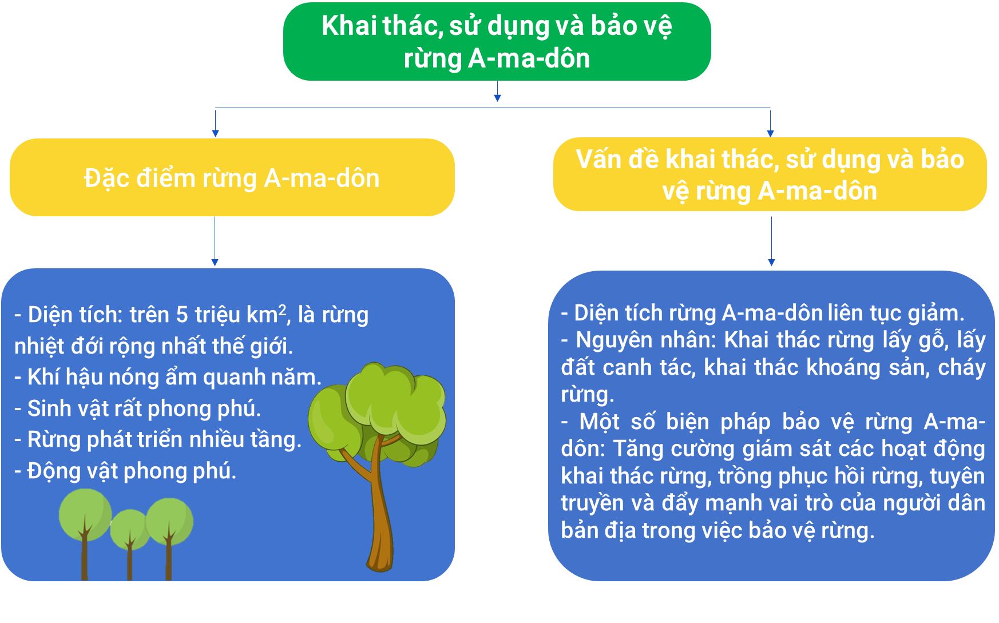 Khai thác, sử dụng và bảo vệ
rừng A-ma-dôn
Đặc điểm rừng A-ma-dôn
Vấn đề khai thác, sử dụng và bảo
vệ rừng A-ma-dôn
- Diện tích: trên 5 triệu km², là rừng
nhiệt đới rộng nhất thế giới.
- Khí hậu nóng ẩm quanh năm.
- Sinh vật rất phong phú.
- Rừng phát triển nhiều tầng.
- Động vật phong phú.
- Diện tích rừng A-ma-dôn liên tục giảm.
- Nguyên nhân: Khai thác rừng lấy gỗ, lấy
đất canh tác, khai thác khoáng sản, cháy
rừng.
- Một số biện pháp bảo vệ rừng A-ma-
dôn: Tăng cường giám sát các hoạt động
khai thác rừng, trồng phục hồi rừng, tuyên
truyền và đẩy mạnh vai trò của người dân
bản địa trong việc bảo vệ rừng.